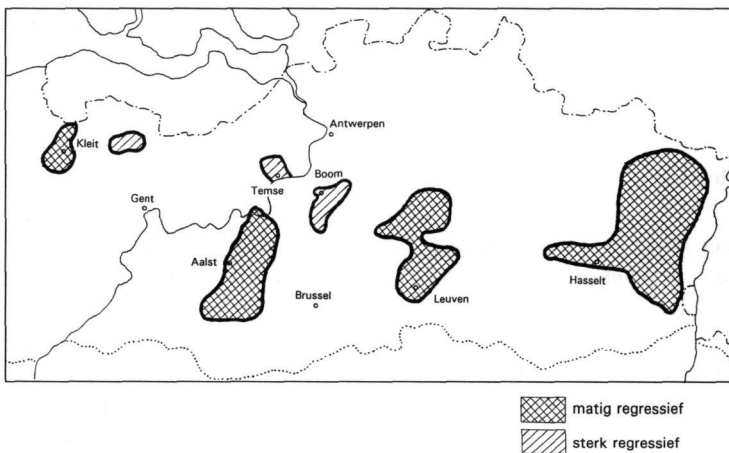 Antwerpen
Kleit
Temse
Boom
Gent
Aalst
Hasselt
Leuven
Brussel
matig regressief
sterk regressief